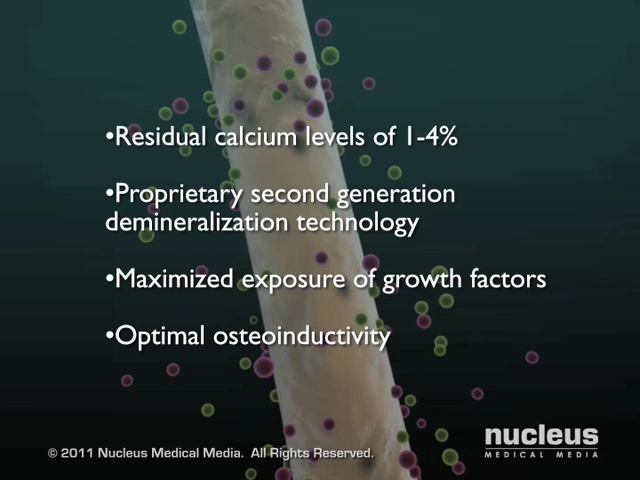 •Residual calcium levels of 1-4%
•Proprietary second generation
demineralization technology
•Maximized exposure of growth factors
•Optimal osteoinductivity
nucleus
MEDICAL MEDIA
© 2011 Nucleus Medical Media.  All Rights Reserved.